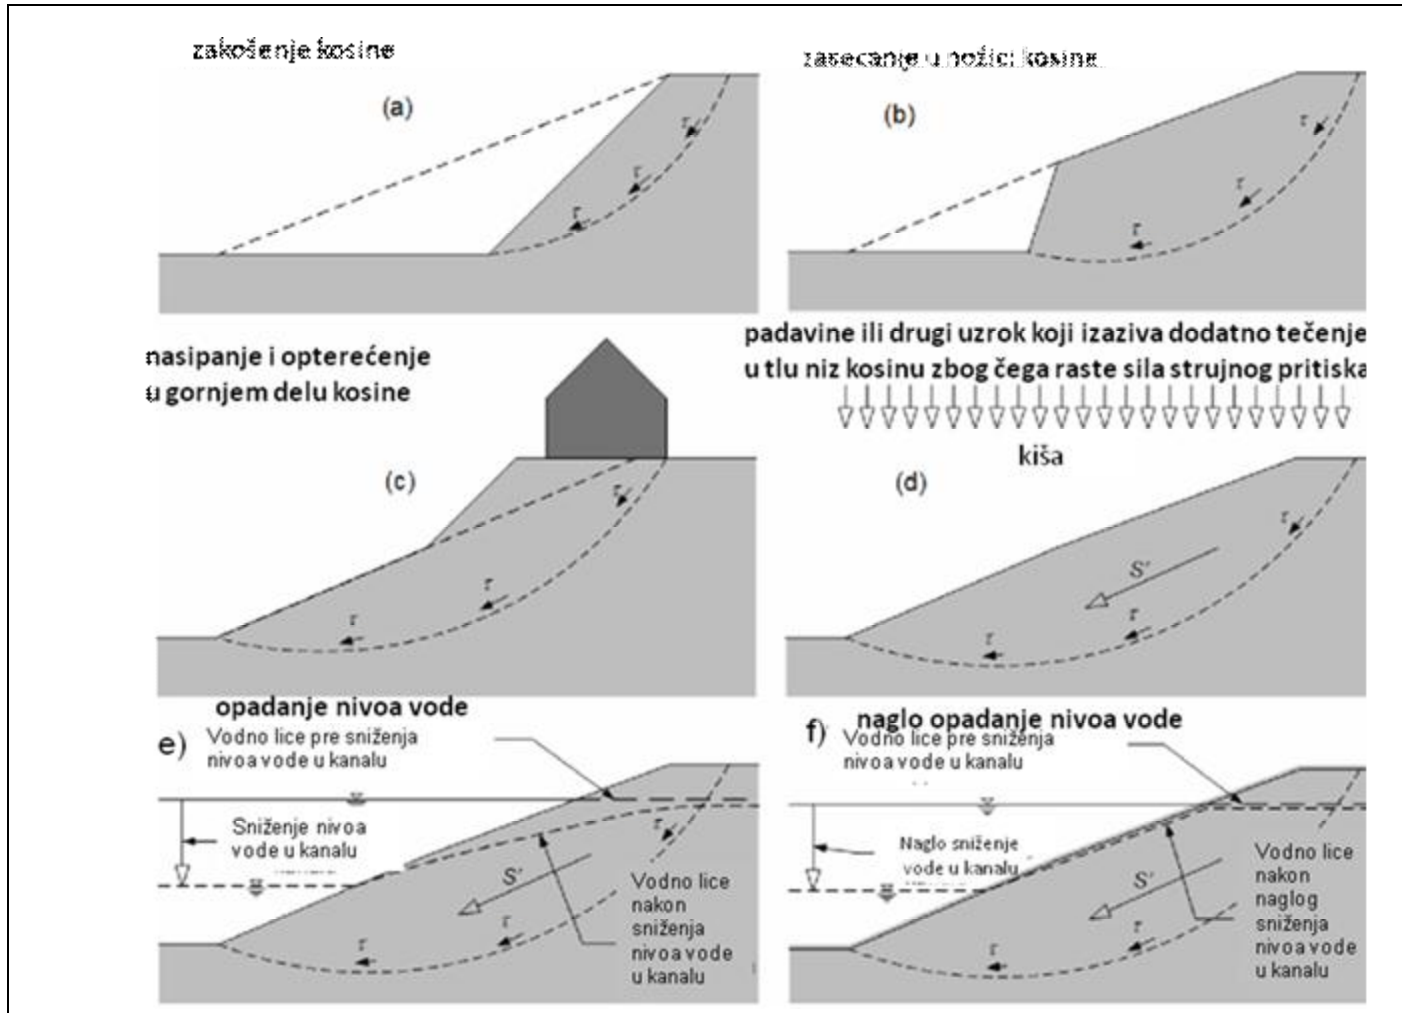 zakošenje kosine
zasecanje u nožici kosine
(a)
τ
τ
τ
(b)
τ
τ
τ
nasipanje i opterećenje
u gornjem delu kosine
(c)
τ
τ
τ
padavine ili drugi uzrok koji izaziva dodatno tečenje
u tlu niz kosinu zbog čega raste sila strujnog pritiska
kiša
(d)
S'
τ
τ
τ
opadanje nivoa vode
e)
Vodno lice pre sniženja
nivoa vode u kanalu
Sniženje nivoa
vode u kanalu
S'
τ
τ
τ
Vodno lice
nakon
sniženja
nivoa vode
u kanalu
naglo opadanje nivoa vode
f)
Vodno lice pre sniženja
nivoa vode u kanalu
Naglo sniženje
vode u kanalu
S'
τ
τ
Vodno lice
nakon
naglog
sniženja
nivoa vode
u kanalu